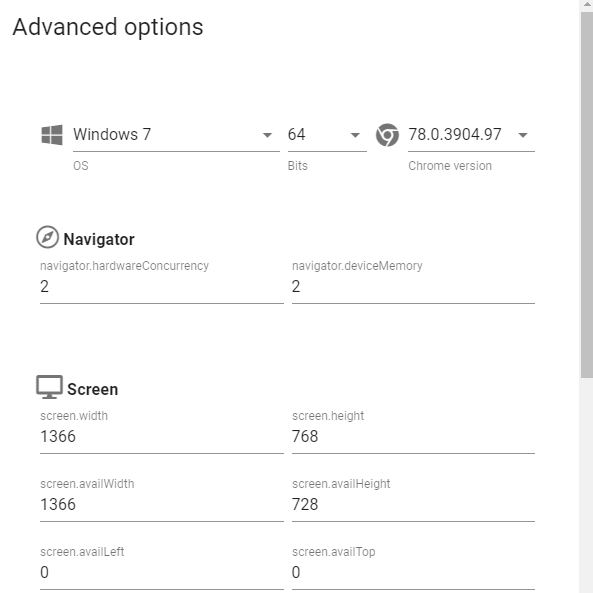 Advanced options
Windows 7 64 78.0.3904.97
OS Bits Chrome version
Navigator
navigator.hardwareConcurrency navigator.deviceMemory
2 2
Screen
screen.width screen.height
1366 768
screen.availWidth screen.availHeight
1366 728
screen.availLeft screen.availTop
0 0